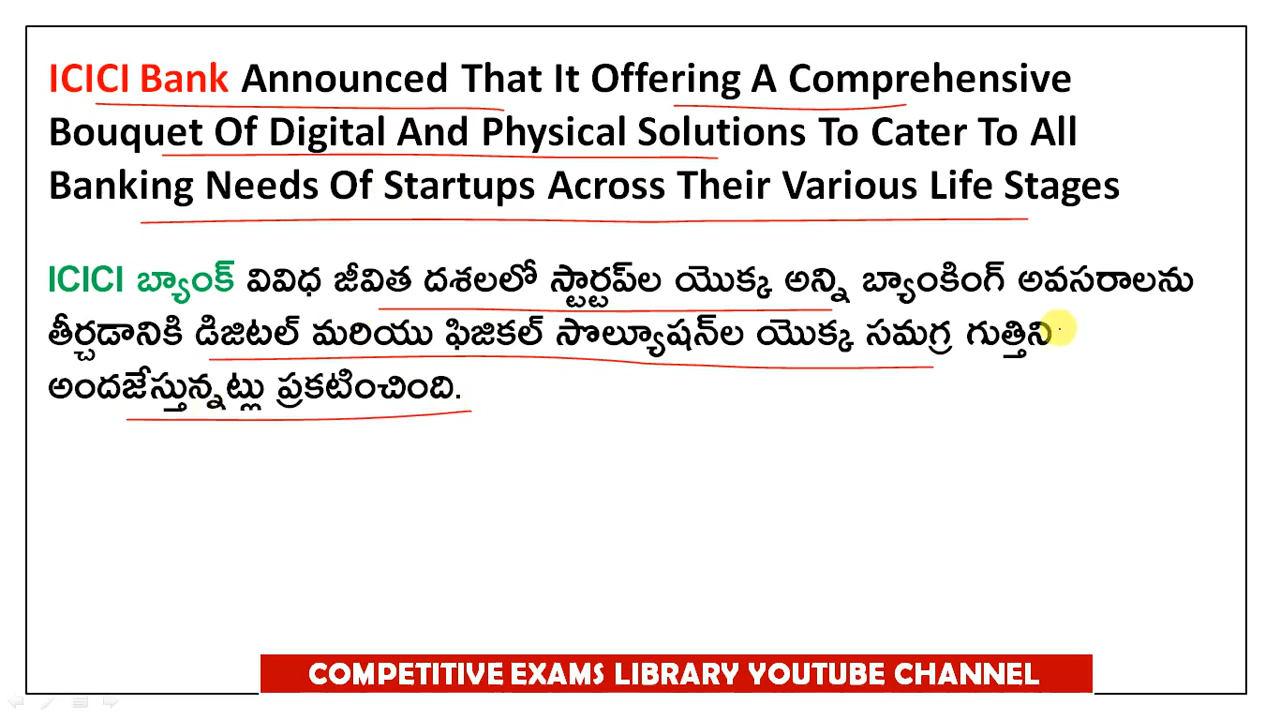 ICICI Bank Announced That It Offering A Comprehensive
Bouquet Of Digital And Physical Solutions To Cater To All
Banking Needs Of Startups Across Their Various Life Stages
ICICI బ్యాంక్ వివిధ జీవిత దశలలో స్టార్టప్‌ల యొక్క అన్ని బ్యాంకింగ్ అవసరాలను
తీర్చడానికి డిజిటల్ మరియు ఫిజికల్ సొల్యూషన్‌ల యొక్క సమగ్ర గుత్తిని
అందజేస్తున్నట్లు ప్రకటించింది.
COMPETITIVE EXAMS LIBRARY YOUTUBE CHANNEL